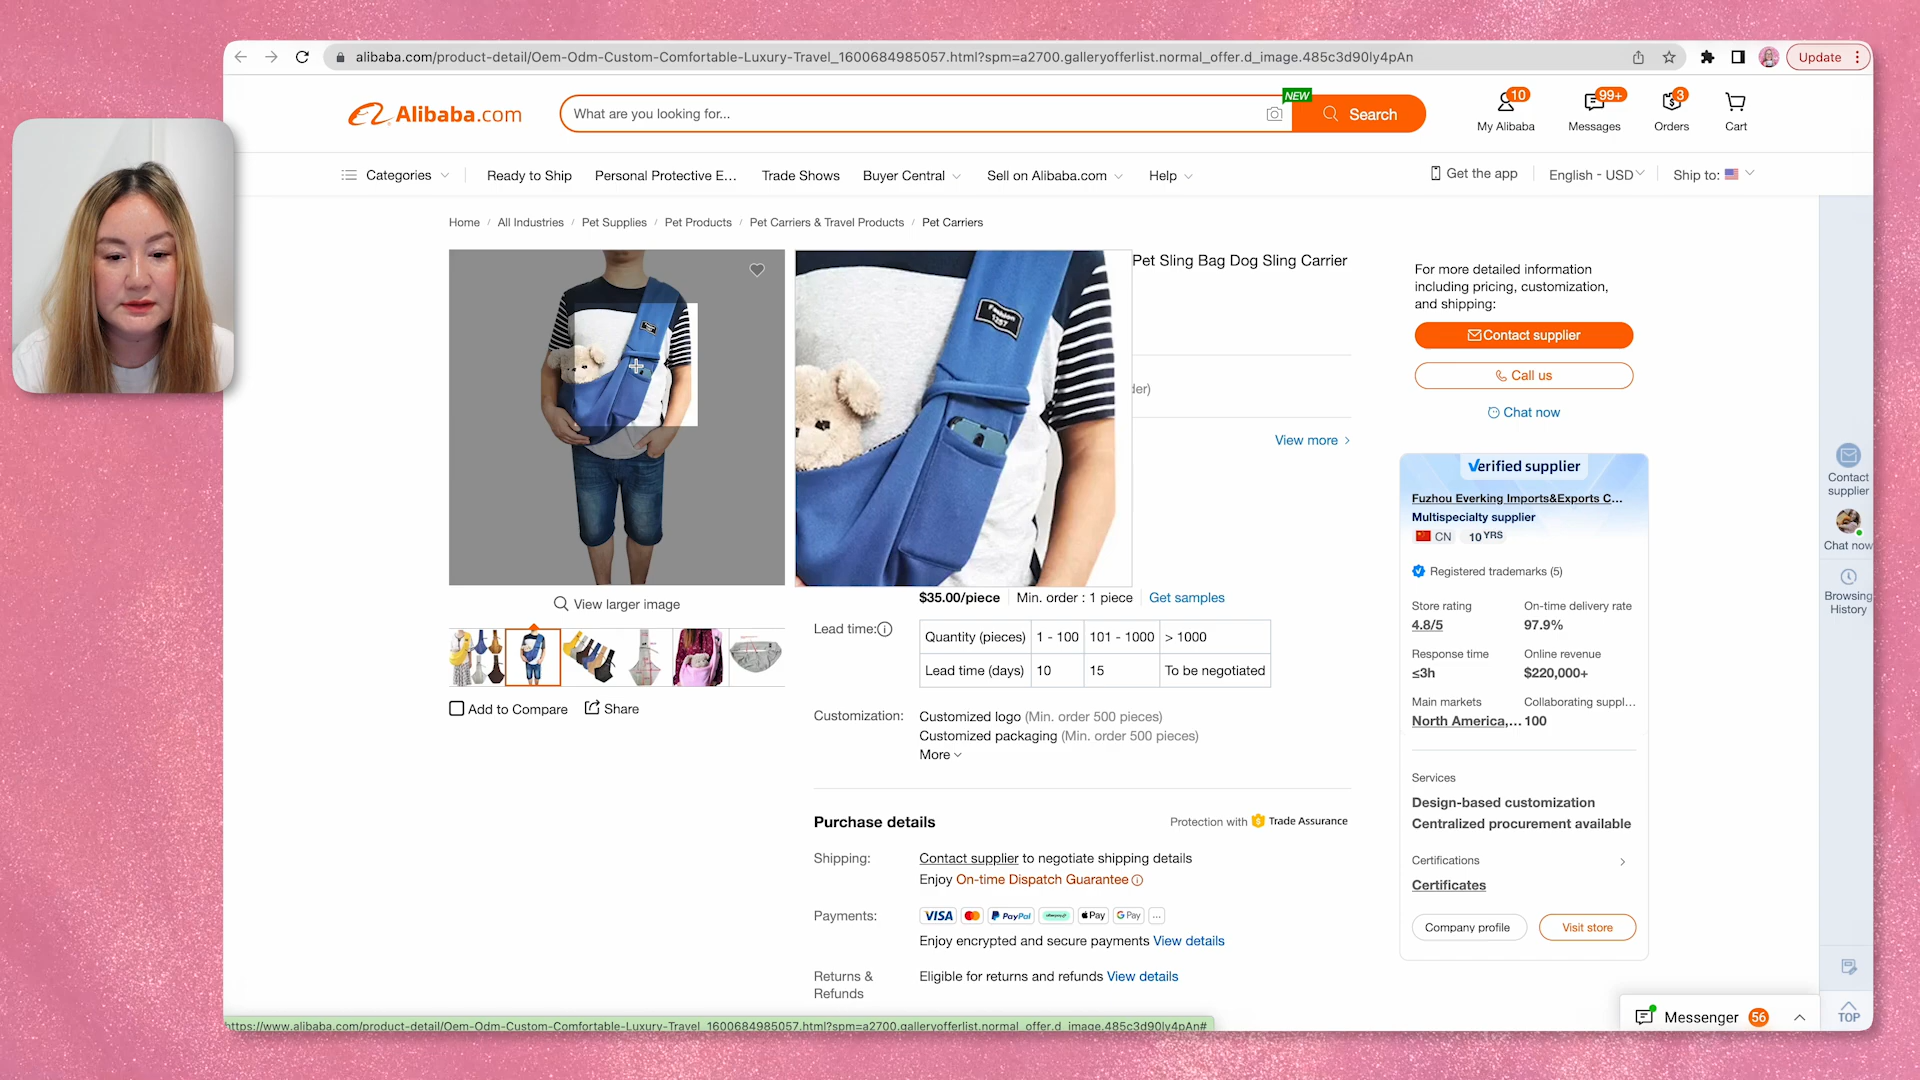 alibaba.com/product-detail/Oem-Odm-Custom-Comfortable-Luxury-Travel_1600684985057.html?spm=a2700.galleryofferlist.normal_offer.d_image.485c3d90ly4pAn
Update
Alibaba.com
What are you looking for...
NEW
Search
10
99+
3
My Alibaba
Messages
Orders
Cart
Categories
Ready to Ship
Personal Protective E...
Trade Shows
Buyer Central
Sell on Alibaba.com
Help
Get the app
English - USD
Ship to:
Home / All Industries / Pet Supplies / Pet Products / Pet Carriers & Travel Products / Pet Carriers
Pet Sling Bag Dog Sling Carrier
Fashion
1287
der)
View more
View larger image
Add to Compare
Share
$35.00/piece
Min. order : 1 piece
Get samples
Lead time:
Quantity (pieces) 1 - 100 101 - 1000 > 1000
Lead time (days) 10 15 To be negotiated
Customization:
Customized logo (Min. order 500 pieces)
Customized packaging (Min. order 500 pieces)
More
Purchase details
Protection with Trade Assurance
Shipping:
Contact supplier to negotiate shipping details
Enjoy On-time Dispatch Guarantee
Payments:
VISA
PayPal
afterpay
Pay
G Pay
...
Enjoy encrypted and secure payments View details
Returns &
Refunds
Eligible for returns and refunds View details
For more detailed information
including pricing, customization,
and shipping:
Contact supplier
Call us
Chat now
Verified supplier
Fuzhou Everking Imports&Exports C...
Multispecialty supplier
CN 10 YRS
Registered trademarks (5)
Store rating
4.8/5
On-time delivery rate
97.9%
Response time
≤3h
Online revenue
$220,000+
Main markets
North America,...
Collaborating suppl...
100
Services
Design-based customization
Centralized procurement available
Certifications
Certificates
Company profile
Visit store
Contact
supplier
Chat now
Browsing
History
Messenger 56
TOP
https://www.alibaba.com/product-detail/Oem-Odm-Custom-Comfortable-Luxury-Travel_1600684985057.html?spm=a2700.galleryofferlist.normal_offer.d_image.485c3d90ly4pAn#